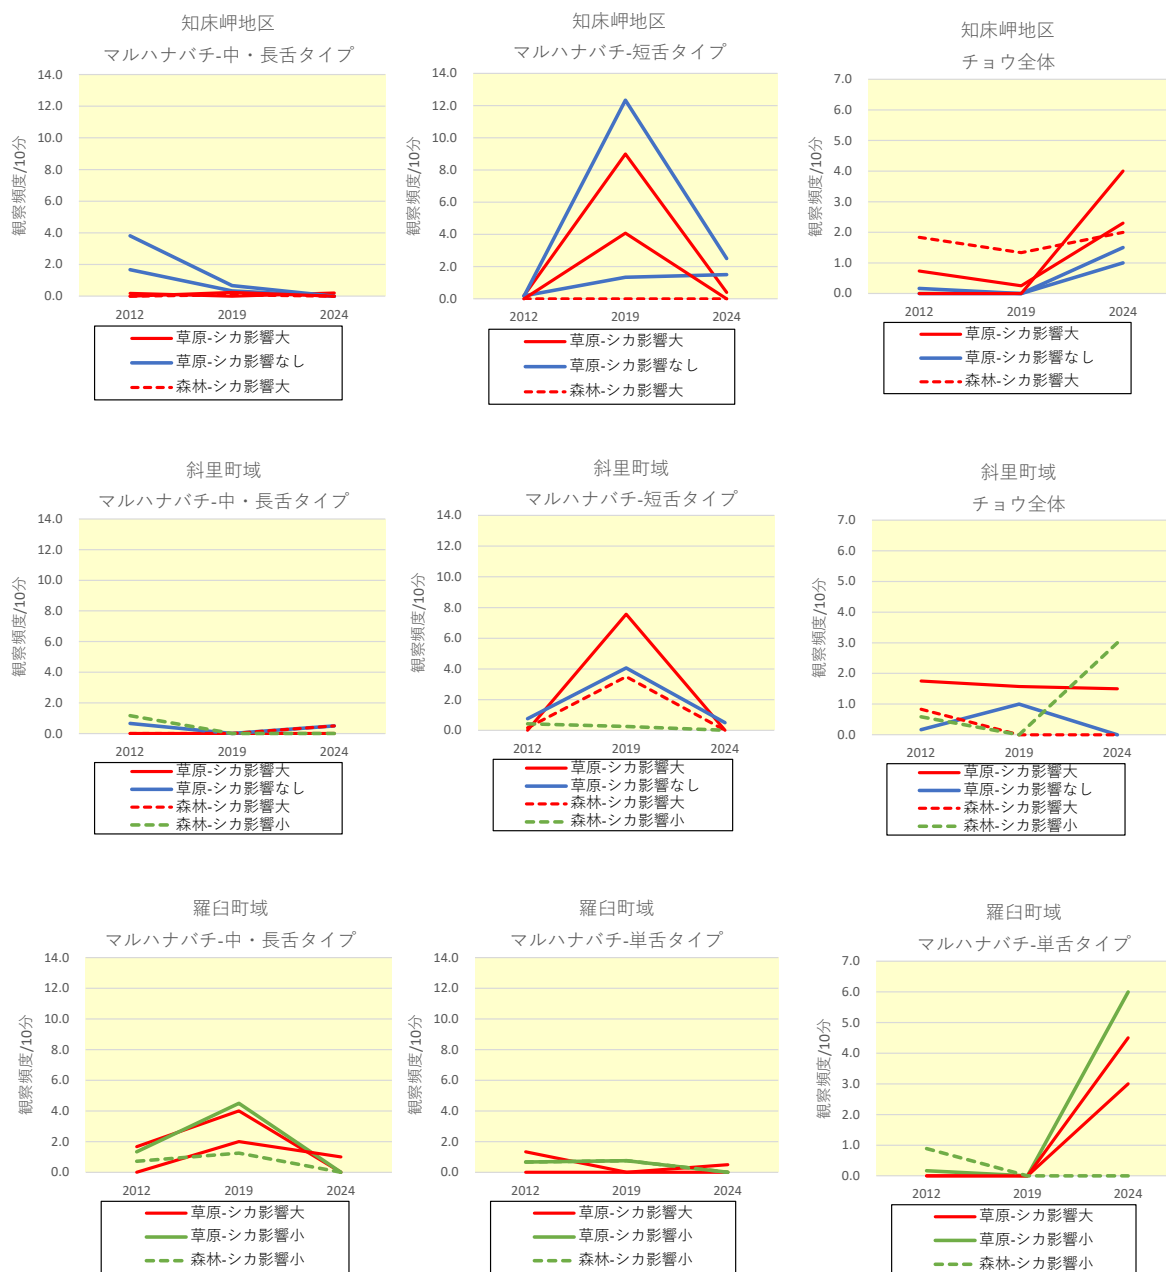 知床岬地区
マルハナバチ-中・長舌タイプ
観察頻度/10分
14.0
12.0
10.0
8.0
6.0
4.0
2.0
0.0
2012 2019 2024
草原-シカ影響大
草原-シカ影響なし
森林-シカ影響大
知床岬地区
マルハナバチ-短舌タイプ
観察頻度/10分
14.0
12.0
10.0
8.0
6.0
4.0
2.0
0.0
2012 2019 2024
草原-シカ影響大
草原-シカ影響なし
森林-シカ影響大
知床岬地区
チョウ全体
観察頻度/10分
7.0
6.0
5.0
4.0
3.0
2.0
1.0
0.0
2012 2019 2024
草原-シカ影響大
草原-シカ影響なし
森林-シカ影響大
斜里町域
マルハナバチ-中・長舌タイプ
観察頻度/10分
14.0
12.0
10.0
8.0
6.0
4.0
2.0
0.0
2012 2019 2024
草原-シカ影響大
草原-シカ影響なし
森林-シカ影響大
森林-シカ影響小
斜里町域
マルハナバチ-短舌タイプ
観察頻度/10分
14.0
12.0
10.0
8.0
6.0
4.0
2.0
0.0
2012 2019 2024
草原-シカ影響大
草原-シカ影響なし
森林-シカ影響大
森林-シカ影響小
斜里町域
チョウ全体
観察頻度/10分
7.0
6.0
5.0
4.0
3.0
2.0
1.0
0.0
2012 2019 2024
草原-シカ影響大
草原-シカ影響なし
森林-シカ影響大
森林-シカ影響小
羅臼町域
マルハナバチ-中・長舌タイプ
観察頻度/10分
14.0
12.0
10.0
8.0
6.0
4.0
2.0
0.0
2012 2019 2024
草原-シカ影響大
草原-シカ影響小
森林-シカ影響小
羅臼町域
マルハナバチ-単舌タイプ
観察頻度/10分
14.0
12.0
10.0
8.0
6.0
4.0
2.0
0.0
2012 2019 2024
草原-シカ影響大
草原-シカ影響小
森林-シカ影響小
羅臼町域
マルハナバチ-単舌タイプ
観察頻度/10分
7.0
6.0
5.0
4.0
3.0
2.0
1.0
0.0
2012 2019 2024
草原-シカ影響大
草原-シカ影響小
森林-シカ影響小